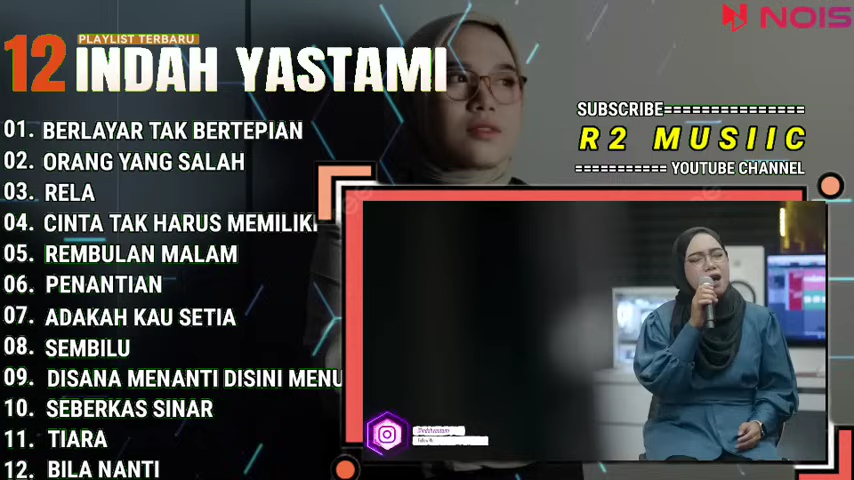 NOIS
PLAYLIST TERBARU
12 INDAH YASTAMI
SUBSCRIBE===============
R2 MUSIIC
=========== YOUTUBE CHANNEL
01. BERLAYAR TAK BERTEPIAN
02. ORANG YANG SALAH
03. RELA
04. CINTA TAK HARUS MEMILIKI
05. REMBULAN MALAM
06. PENANTIAN
07. ADAKAH KAU SETIA
08. SEMBILU
09. DISANA MENANTI DISINI MENU
10. SEBERKAS SINAR
11. TIARA
12. BILA NANTI